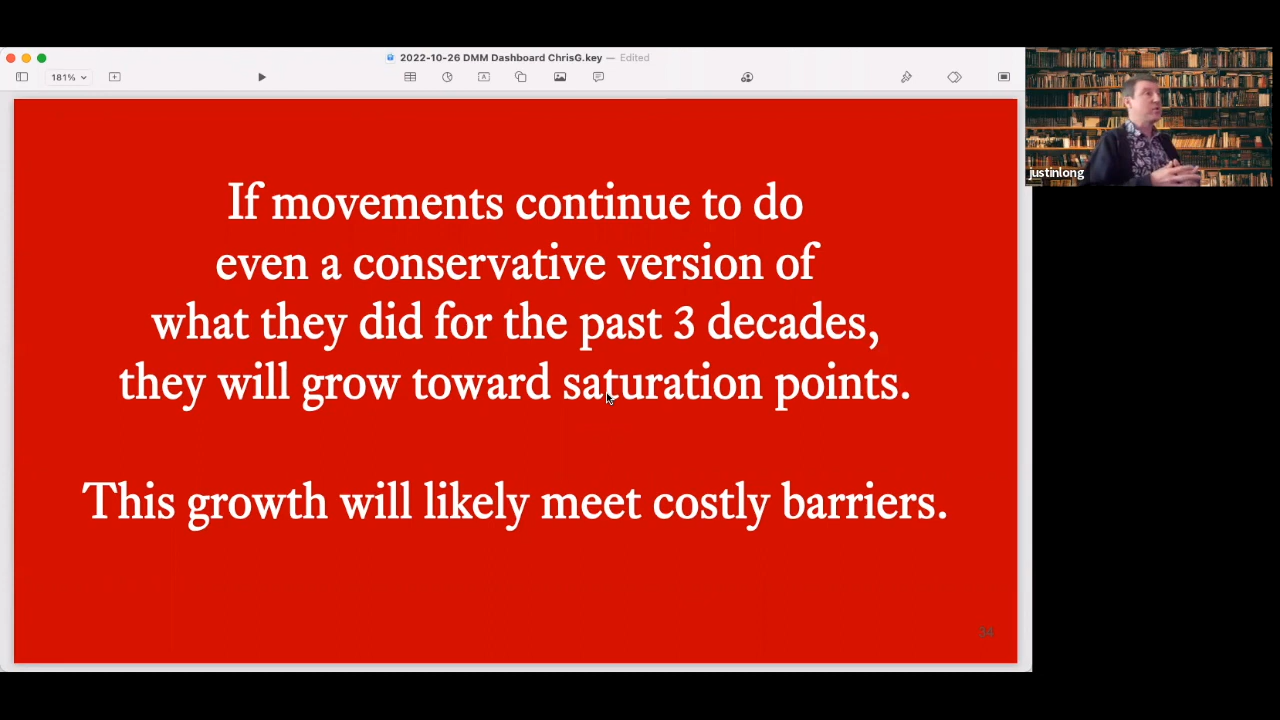 2022-10-26 DMM Dashboard ChrisG.key — Edited
181%
If movements continue to do
even a conservative version of
what they did for the past 3 decades,
they will grow toward saturation points.
This growth will likely meet costly barriers.
34
justinlong